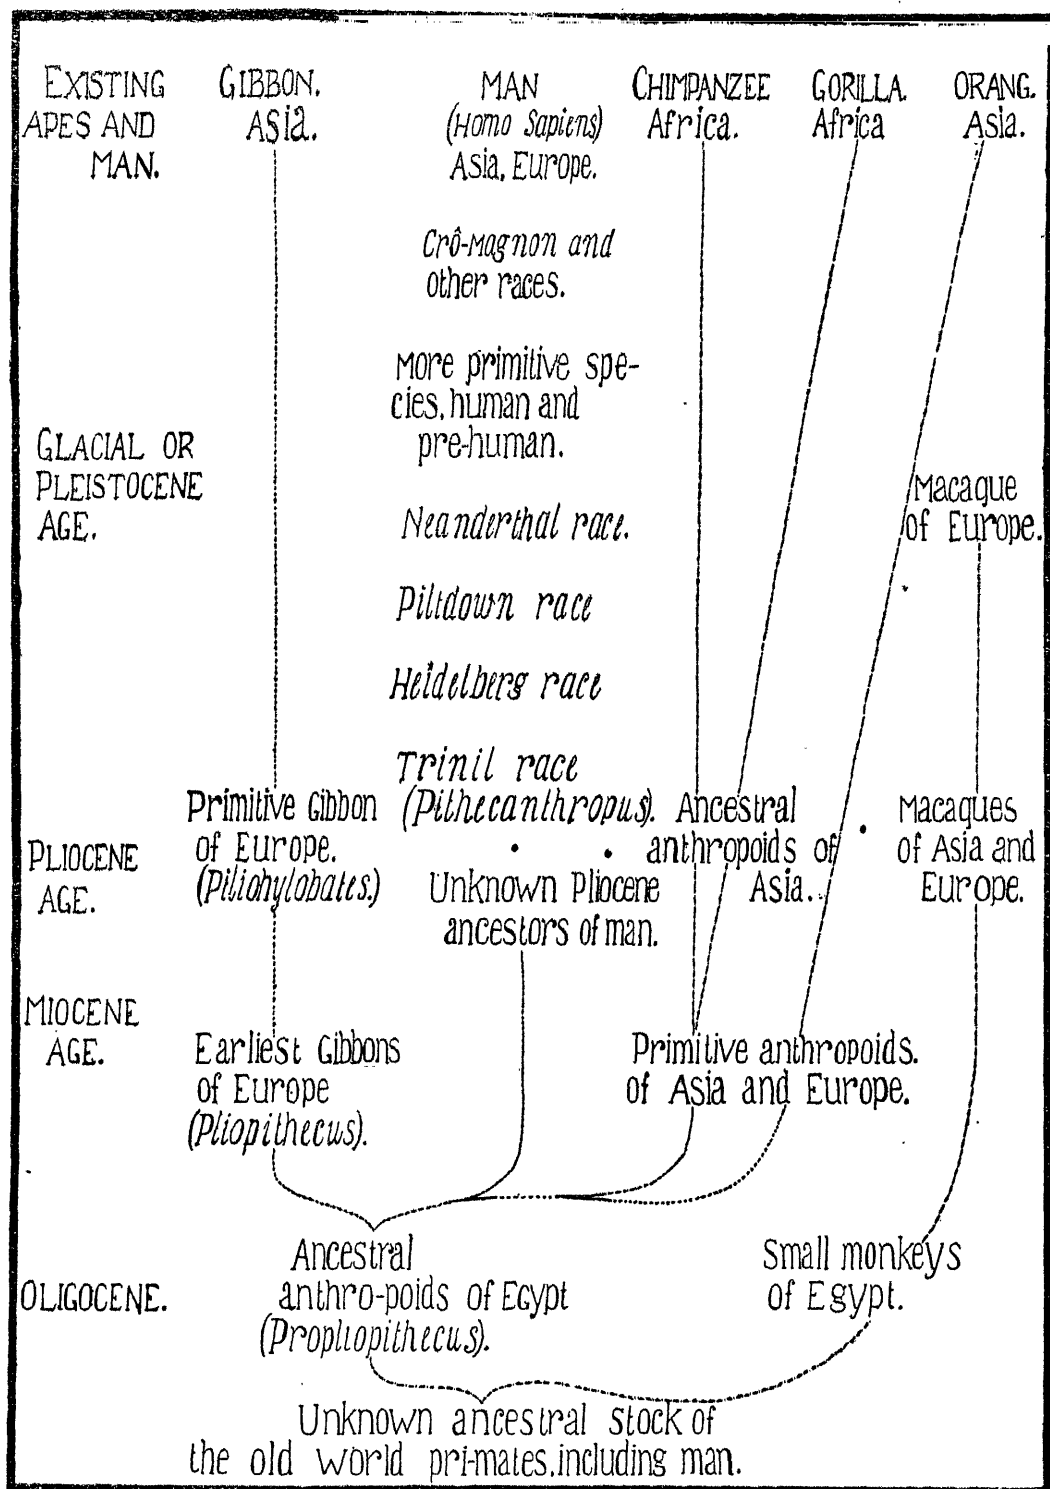 EXISTING
APES AND
MAN.
GIBBON.
Asia.
MAN
(Homo Sapiens)
Asia, Europe.
CHIMPANZEE
Africa.
GORILLA.
Africa
ORANG.
Asia.
Crô-Magnon and
other races.
More primitive spe-
cies, human and
pre-human.
GLACIAL OR
PLEISTOCENE
AGE.
Neanderthal race.
Macaque
of Europe.
Piltdown race
Heidelberg race
Trinil race
(Pithecanthropus).
PLIOCENE
AGE.
Primitive Gibbon
of Europe.
(Pliohylobates.)
Unknown Pliocene
ancestors of man.
Ancestral
anthropoids of
Asia.
Macaques
of Asia and
Europe.
MIOCENE
AGE.
Earliest Gibbons
of Europe
(Pliopithecus).
Primitive anthropoids.
of Asia and Europe.
OLIGOCENE.
Ancestral
anthro-poids of Egypt
(Propliopithecus).
Small monkeys
of Egypt.
Unknown ancestral stock of
the old world pri-mates, including man.